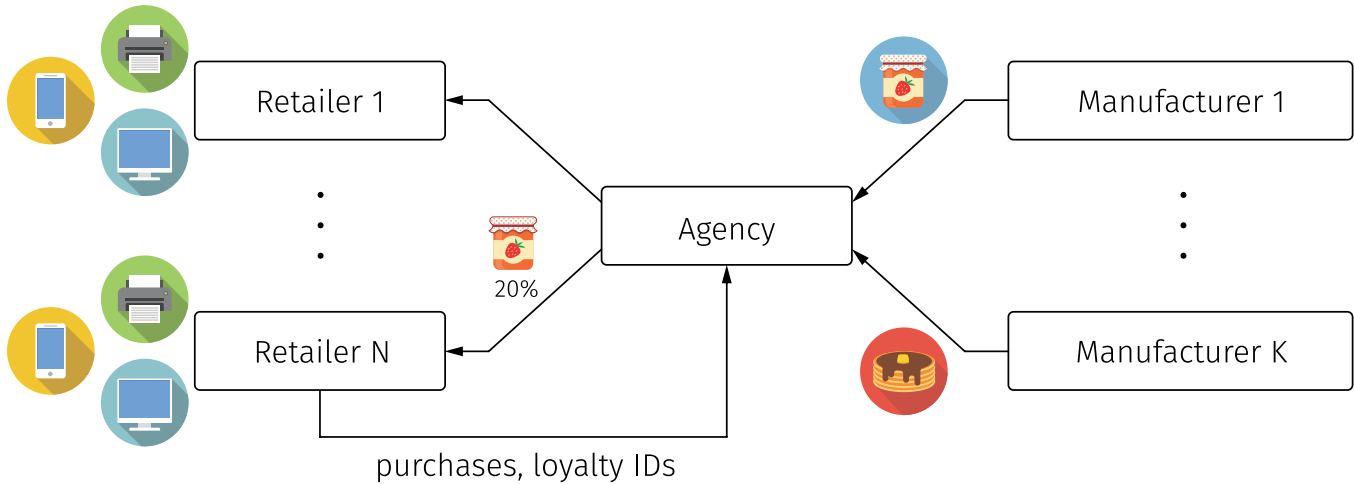 Retailer 1
Manufacturer 1
Agency
20%
Retailer N
Manufacturer K
purchases, loyalty IDs